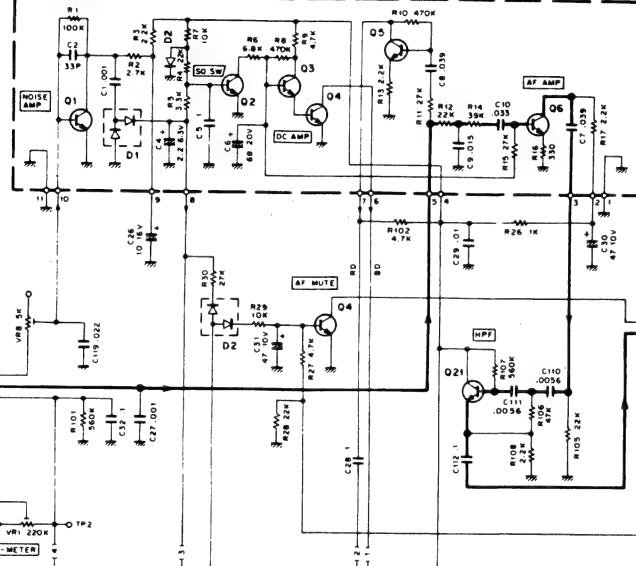 R1
100K
C2
33P
NOISE
AMP
Q1
C1 .001
R2
2.7K
R3
2.2K
D1
D2
R7
10K
R4 22K
R5
3.3K
C4
2.2 6.3V
C5 .1
SQ SW
Q2
R6
6.8K
R8
470K
R9
4.7K
Q3
Q4
DC AMP
C6
68 20V
R10 470K
Q5
R13 2.2K
C8 .039
R11 27K
R12
22K
R14
39K
C10
.033
C9 .015
R15 27K
AF AMP
Q6
R16
330
C7 .039
R17 2.2K
11
10
9
8
7
6
5
4
3
2
1
C26
10 16V
R102
4.7K
C29 .01
R26 1K
C30
47 10V
RD
BD
R30
27K
D2
R29
10K
C31
47 10V
AF MUTE
Q4
R27 4.7K
R28 22K
VR8 5K
C119 .022
HPF
Q21
R107
560K
C110
.0056
C111
.0056
R106
47K
R105 22K
R108
2.2K
C112 .1
R101
560K
C32 .1
C27 .001
C28 .1
VR1 220K
TP2
-METER
4
3
2
1